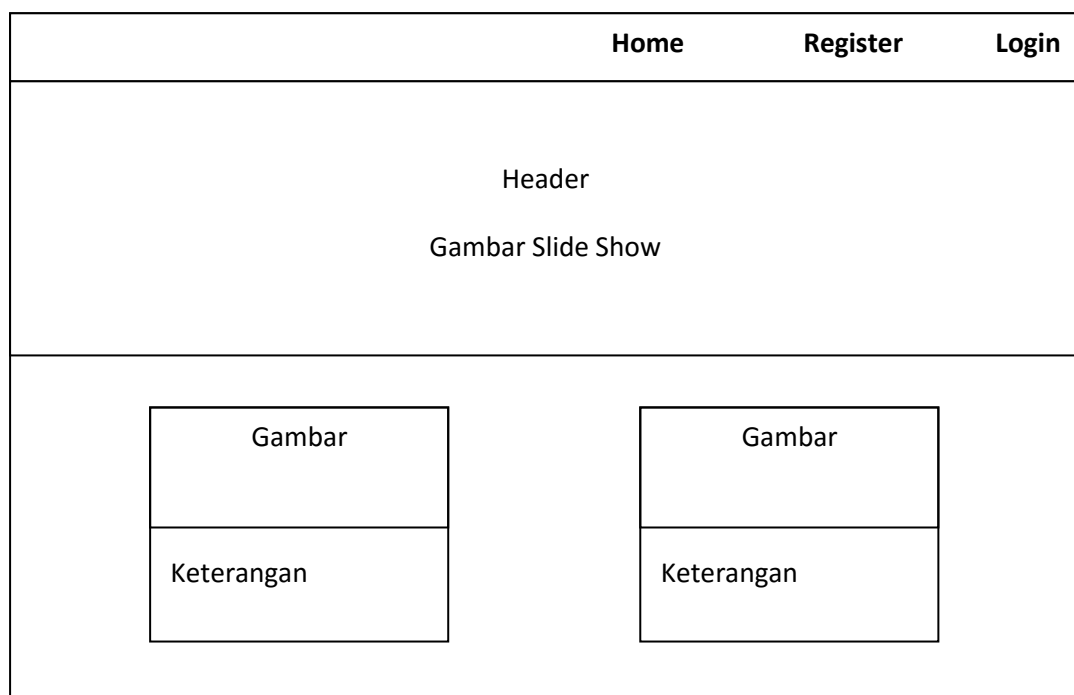 Home Register Login
Header
Gambar Slide Show
Gambar Gambar
Keterangan Keterangan